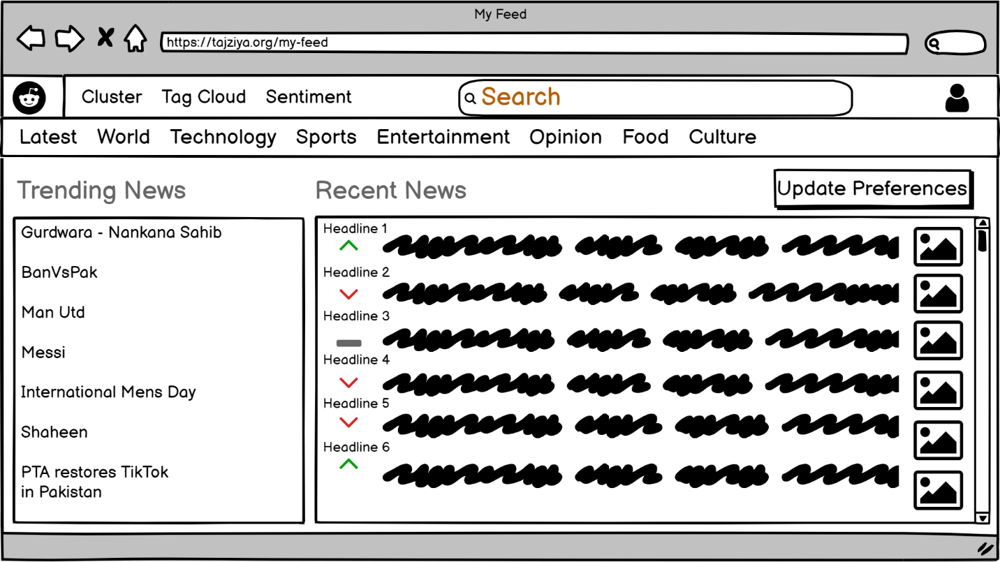 My Feed
https://tajziya.org/my-feed
Cluster Tag Cloud Sentiment Search
Latest World Technology Sports Entertainment Opinion Food Culture
Trending News
Recent News
Update Preferences
Gurdwara - Nankana Sahib
BanVsPak
Man Utd
Messi
International Mens Day
Shaheen
PTA restores TikTok
in Pakistan
Headline 1
Headline 2
Headline 3
Headline 4
Headline 5
Headline 6